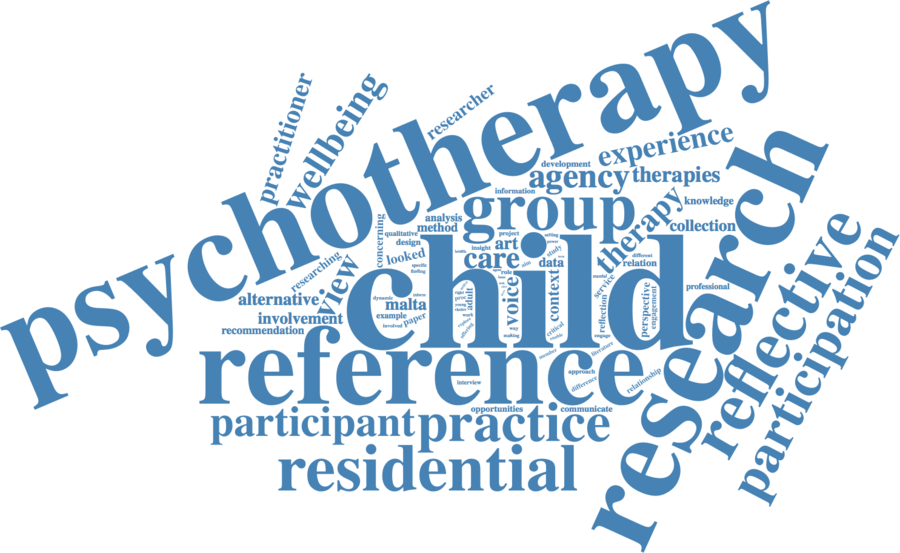 psychotherapy
practitioner
wellbeing
researcher
experience
development
agency
therapies
information
research
group
therapy
knowledge
collection
analysis
method
concerning
qualitative
design
looked
project
art
insight
care
study
data
different
relation
researching
view
child
specific
finding
alternative
malta
dynamic
example
paper
involved
involvement
recommendation
adult
role
voice
context
service
reflection
perspective
engagement
professional
critical
making
way
engage
reference
reflective
participation
member
literature
approach
difference
relationship
interview
opportunities
communicate
participant
practice
residential